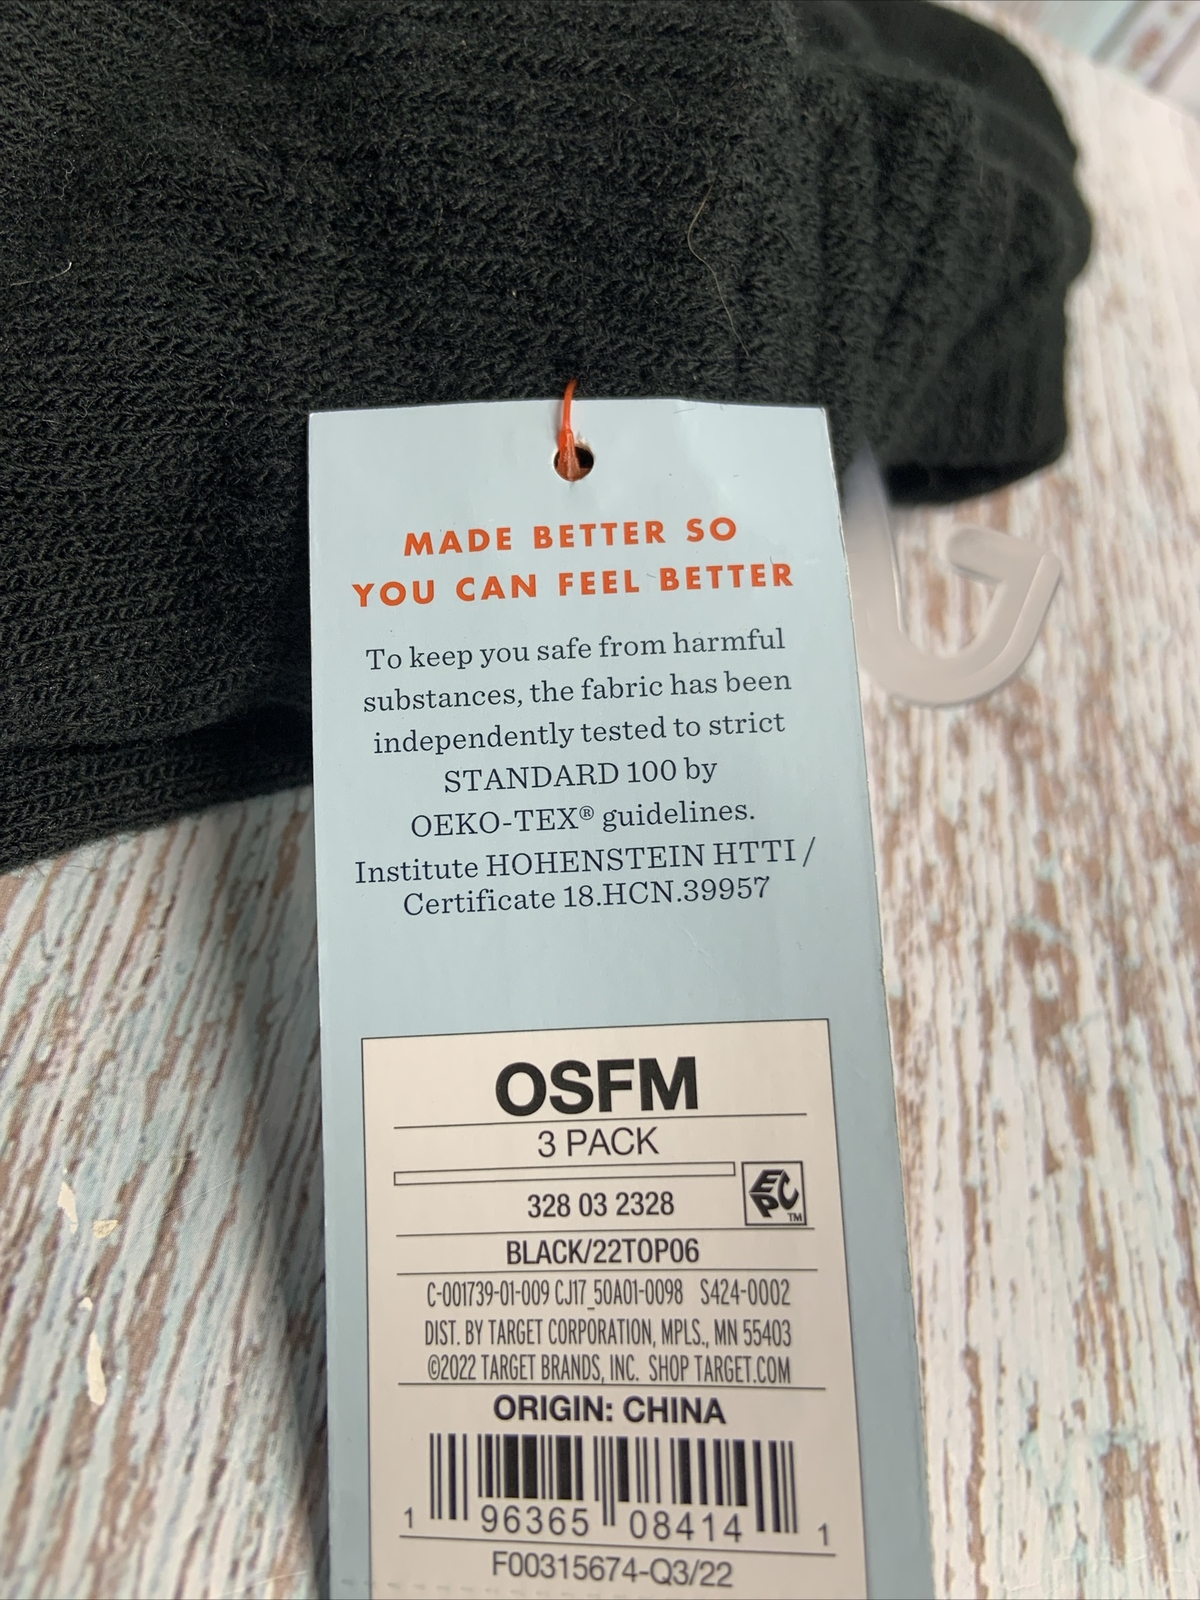 MADE BETTER SO
YOU CAN FEEL BETTER
To keep you safe from harmful
substances, the fabric has been
independently tested to strict
STANDARD 100 by
OEKO-TEX® guidelines.
Institute HOHENSTEIN HTTI /
Certificate 18.HCN.39957
OSFM
3 PACK
328 03 2328
EPC™
BLACK/22TOP06
C-001739-01-009 CJ17_50A01-0098 S424-0002
DIST. BY TARGET CORPORATION, MPLS., MN 55403
©2022 TARGET BRANDS, INC. SHOP TARGET.COM
ORIGIN: CHINA
1 96365 08414 1
F00315674-Q3/22